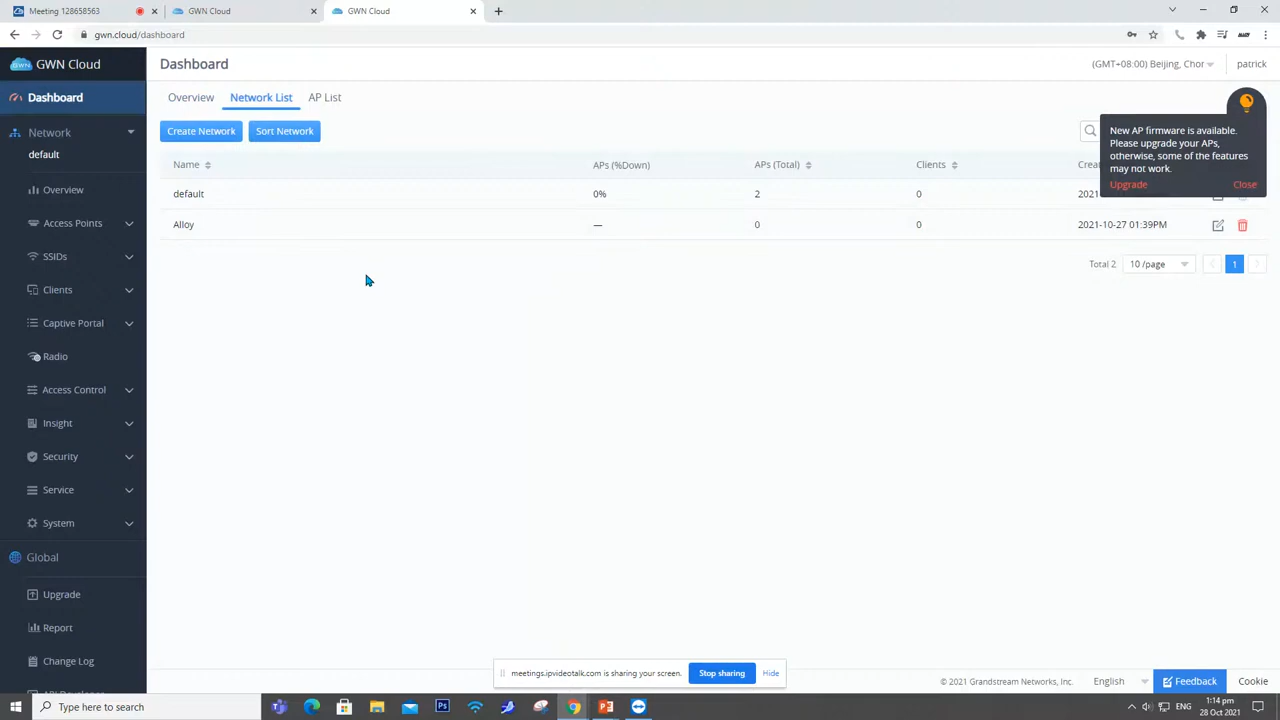 Meeting 128658563
GWN Cloud
GWN Cloud
gwn.cloud/dashboard
GWN GWN Cloud
Dashboard
(GMT+08:00) Beijing, Chor
patrick
Dashboard
Network
default
Overview
Access Points
SSIDs
Clients
Captive Portal
Radio
Access Control
Insight
Security
Service
System
Global
Upgrade
Report
Change Log
Overview
Network List
AP List
Create Network
Sort Network
New AP firmware is available.
Please upgrade your APs,
otherwise, some of the features
may not work.
Upgrade
Close
Name
APs (%Down)
APs (Total)
Clients
default
0%
2
0
2021
Alloy
—
0
0
2021-10-27 01:39PM
Total 2
10 /page
1
meetings.ipvideotalk.com is sharing your screen.
Stop sharing
Hide
© 2021 Grandstream Networks, Inc.
English
Feedback
Cookie
Type here to search
ENG
1:14 pm
28 Oct 2021